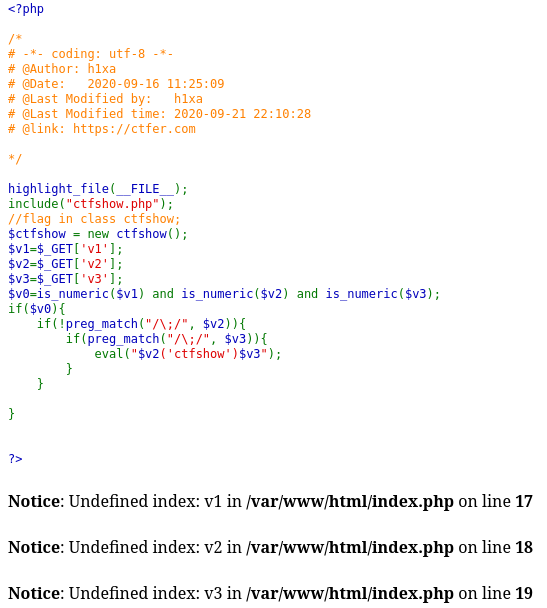 <?php
/*
# -*- coding: utf-8 -*-
# @Author: h1xa
# @Date:   2020-09-16 11:25:09
# @Last Modified by:   h1xa
# @Last Modified time: 2020-09-21 22:10:28
# @link: https://ctfer.com
*/
highlight_file(__FILE__);
include("ctfshow.php");
//flag in class ctfshow;
$ctfshow = new ctfshow();
$v1=$_GET['v1'];
$v2=$_GET['v2'];
$v3=$_GET['v3'];
$v0=is_numeric($v1) and is_numeric($v2) and is_numeric($v3);
if($v0){
    if(!preg_match("/\;/", $v2)){
        if(preg_match("/\;/", $v3)){
            eval("$v2('ctfshow')$v3");
        }
    }
}
?>
Notice: Undefined index: v1 in /var/www/html/index.php on line 17
Notice: Undefined index: v2 in /var/www/html/index.php on line 18
Notice: Undefined index: v3 in /var/www/html/index.php on line 19